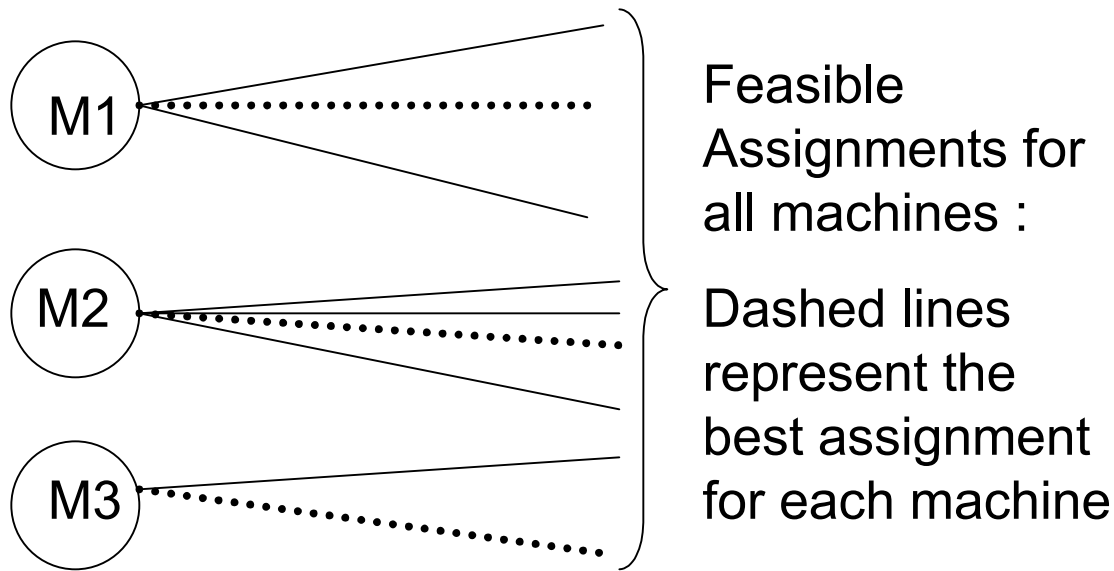 M1
M2
M3
Feasible
Assignments for
all machines :
Dashed lines
represent the
best assignment
for each machine